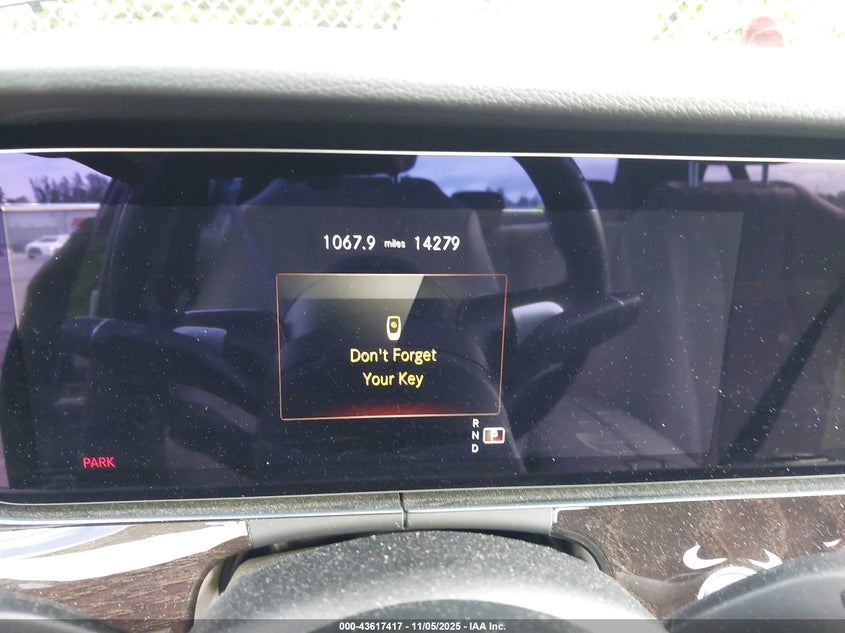 1067.9 miles 14279
Don't Forget
Your Key
R
N P
D
PARK
000-43617417 - 11/05/2025 - IAA Inc.